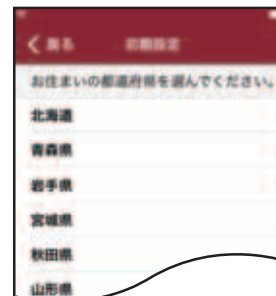 戻る 初期設定
お住まいの都道府県を選んでください。
北海道
青森県
岩手県
宮城県
秋田県
山形県